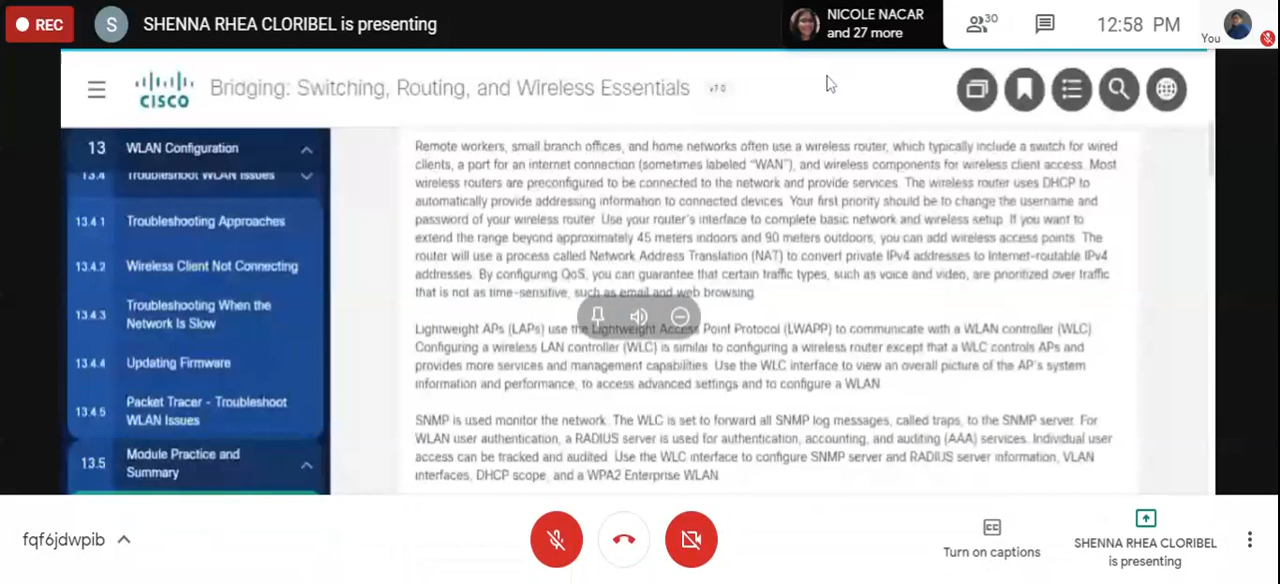 REC
S
SHENNA RHEA CLORIBEL is presenting
NICOLE NACAR
and 27 more
30
12:58 PM
You
CISCO
Bridging: Switching, Routing, and Wireless Essentials
v7.0
13 WLAN Configuration
13.4 Troubleshoot WLAN Issues
13.4.1 Troubleshooting Approaches
13.4.2 Wireless Client Not Connecting
13.4.3 Troubleshooting When the
Network Is Slow
13.4.4 Updating Firmware
13.4.5 Packet Tracer - Troubleshoot
WLAN Issues
13.5 Module Practice and
Summary
Remote workers, small branch offices, and home networks often use a wireless router, which typically include a switch for wired
clients, a port for an internet connection (sometimes labeled "WAN"), and wireless components for wireless client access. Most
wireless routers are preconfigured to be connected to the network and provide services. The wireless router uses DHCP to
automatically provide addressing information to connected devices. Your first priority should be to change the username and
password of your wireless router. Use your router's interface to complete basic network and wireless setup. If you want to
extend the range beyond approximately 45 meters indoors and 90 meters outdoors, you can add wireless access points. The
router will use a process called Network Address Translation (NAT) to convert private IPv4 addresses to Internet-routable IPv4
addresses. By configuring QoS, you can guarantee that certain traffic types, such as voice and video, are prioritized over traffic
that is not as time-sensitive, such as email and web browsing.
Lightweight APs (LAPs) use the Lightweight Access Point Protocol (LWAPP) to communicate with a WLAN controller (WLC).
Configuring a wireless LAN controller (WLC) is similar to configuring a wireless router except that a WLC controls APs and
provides more services and management capabilities. Use the WLC interface to view an overall picture of the AP's system
information and performance, to access advanced settings and to configure a WLAN.
SNMP is used monitor the network. The WLC is set to forward all SNMP log messages, called traps, to the SNMP server. For
WLAN user authentication, a RADIUS server is used for authentication, accounting, and auditing (AAA) services. Individual user
access can be tracked and audited. Use the WLC interface to configure SNMP server and RADIUS server information, VLAN
interfaces, DHCP scope, and a WPA2 Enterprise WLAN.
fqf6jdwpib
CC
Turn on captions
SHENNA RHEA CLORIBEL
is presenting